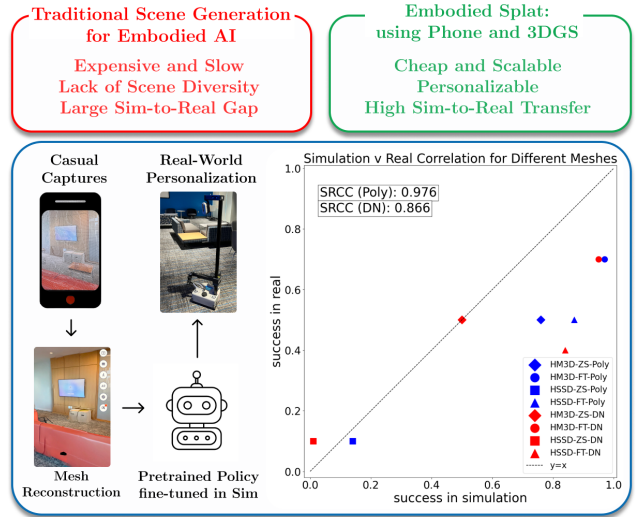 Traditional Scene Generation
for Embodied AI
Expensive and Slow
Lack of Scene Diversity
Large Sim-to-Real Gap
Embodied Splat:
using Phone and 3DGS
Cheap and Scalable
Personalizable
High Sim-to-Real Transfer
Casual
Captures
Real-World
Personalization
Mesh
Reconstruction
Pretrained Policy
fine-tuned in Sim
Simulation v Real Correlation for Different Meshes
SRCC (Poly): 0.976
SRCC (DN): 0.866
success in real
1.0
0.8
0.6
0.4
0.2
0.0
0.0
0.2
0.4
0.6
0.8
1.0
success in simulation
HM3D-ZS-Poly
HM3D-FT-Poly
HSSD-ZS-Poly
HSSD-FT-Poly
HM3D-ZS-DN
HM3D-FT-DN
HSSD-ZS-DN
HSSD-FT-DN
y=x